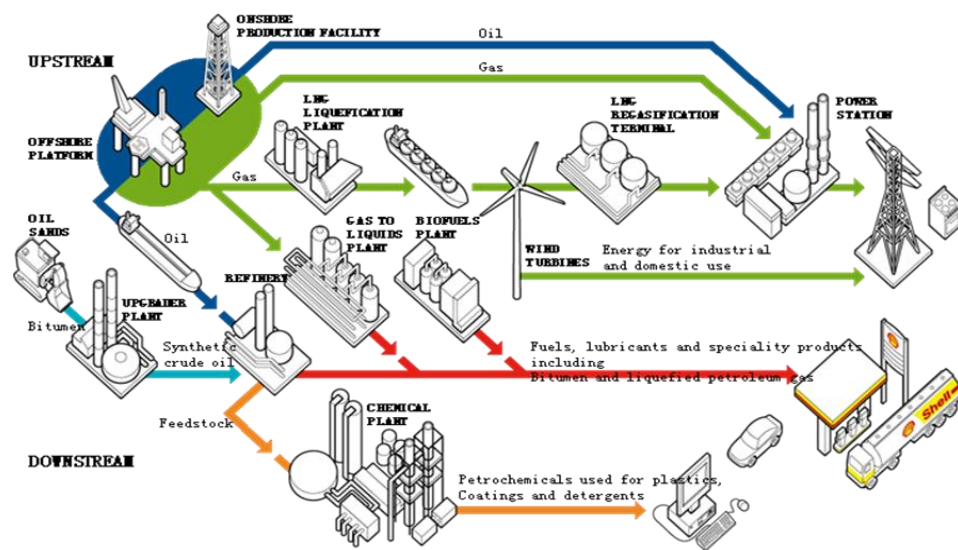 ONSHORE
PRODUCTION FACILITY
Oil
UPSTREAM
Gas
LNG
LIQUEFICATION
PLANT
LNG
REGASIFICATION
TERMINAL
POWER
STATION
OFFSHORE
PLATFORM
Gas
OIL
SANDS
Oil
GAS TO
LIQUIDS
PLANT
BIOFUELS
PLANT
WIND
TURBINES
Energy for industrial
and domestic use
REFINERY
UPGRADER
PLANT
Bitumen
Synthetic
crude oil
Fuels, lubricants and speciality products
including
Bitumen and liquefied petroleum gas
Shell
Feedstock
CHEMICAL
PLANT
DOWNSTREAM
Petrochemicals used for plastics,
Coatings and detergents